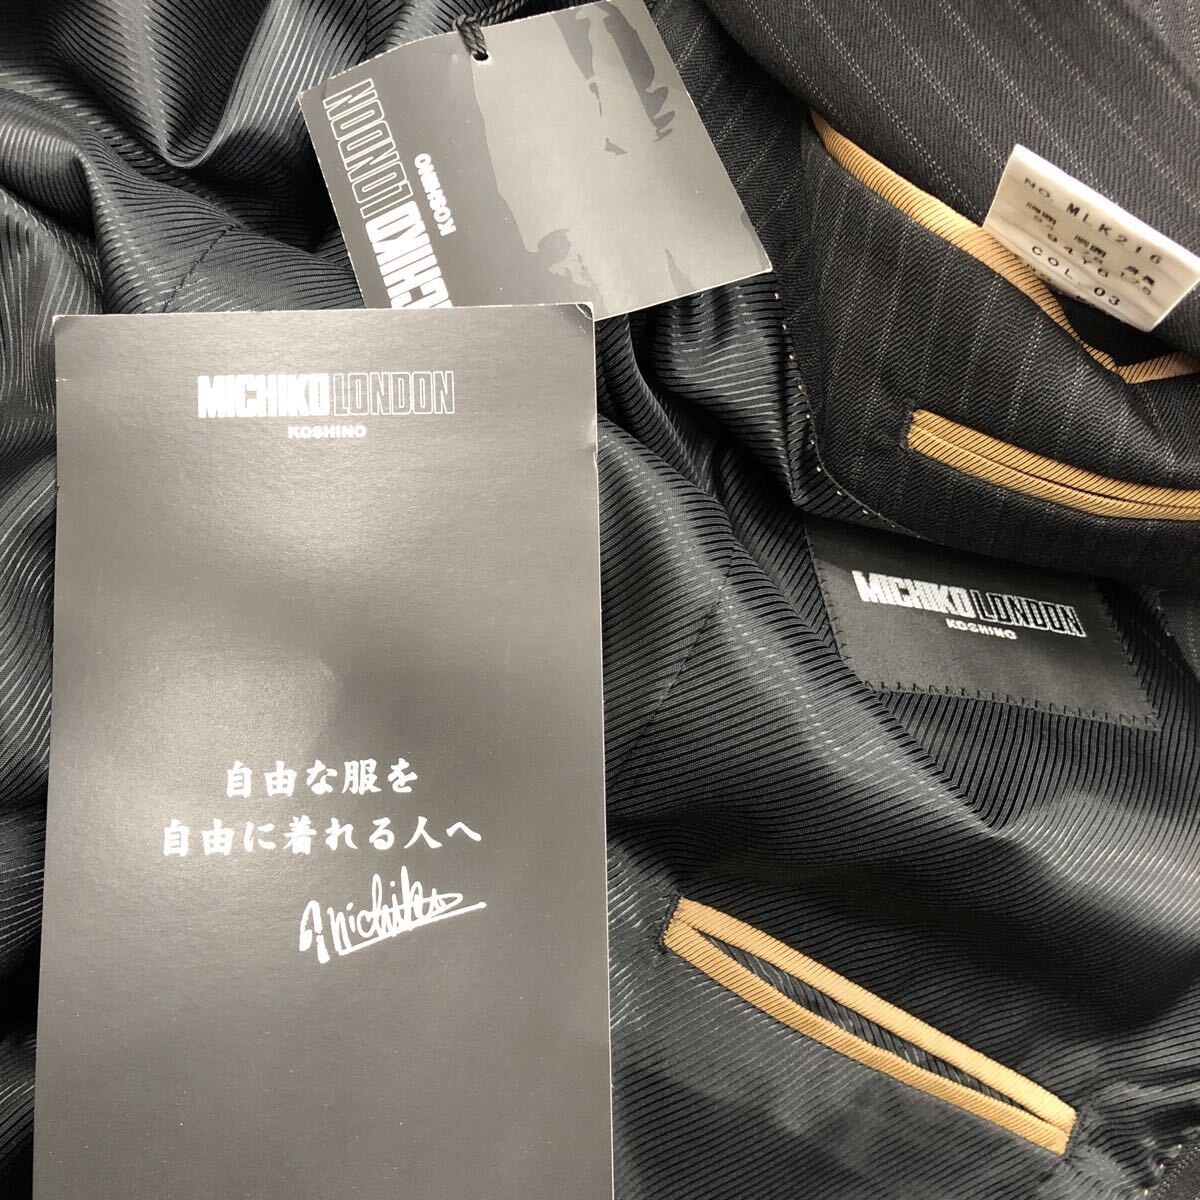 MICHIKO LONDON
KOSHINO
NO. MLK216
COL. 03
MICHIKO LONDON
KOSHINO
MICHIKO LONDON
KOSHINO
自由な服を
自由に着れる人へ
Michiko